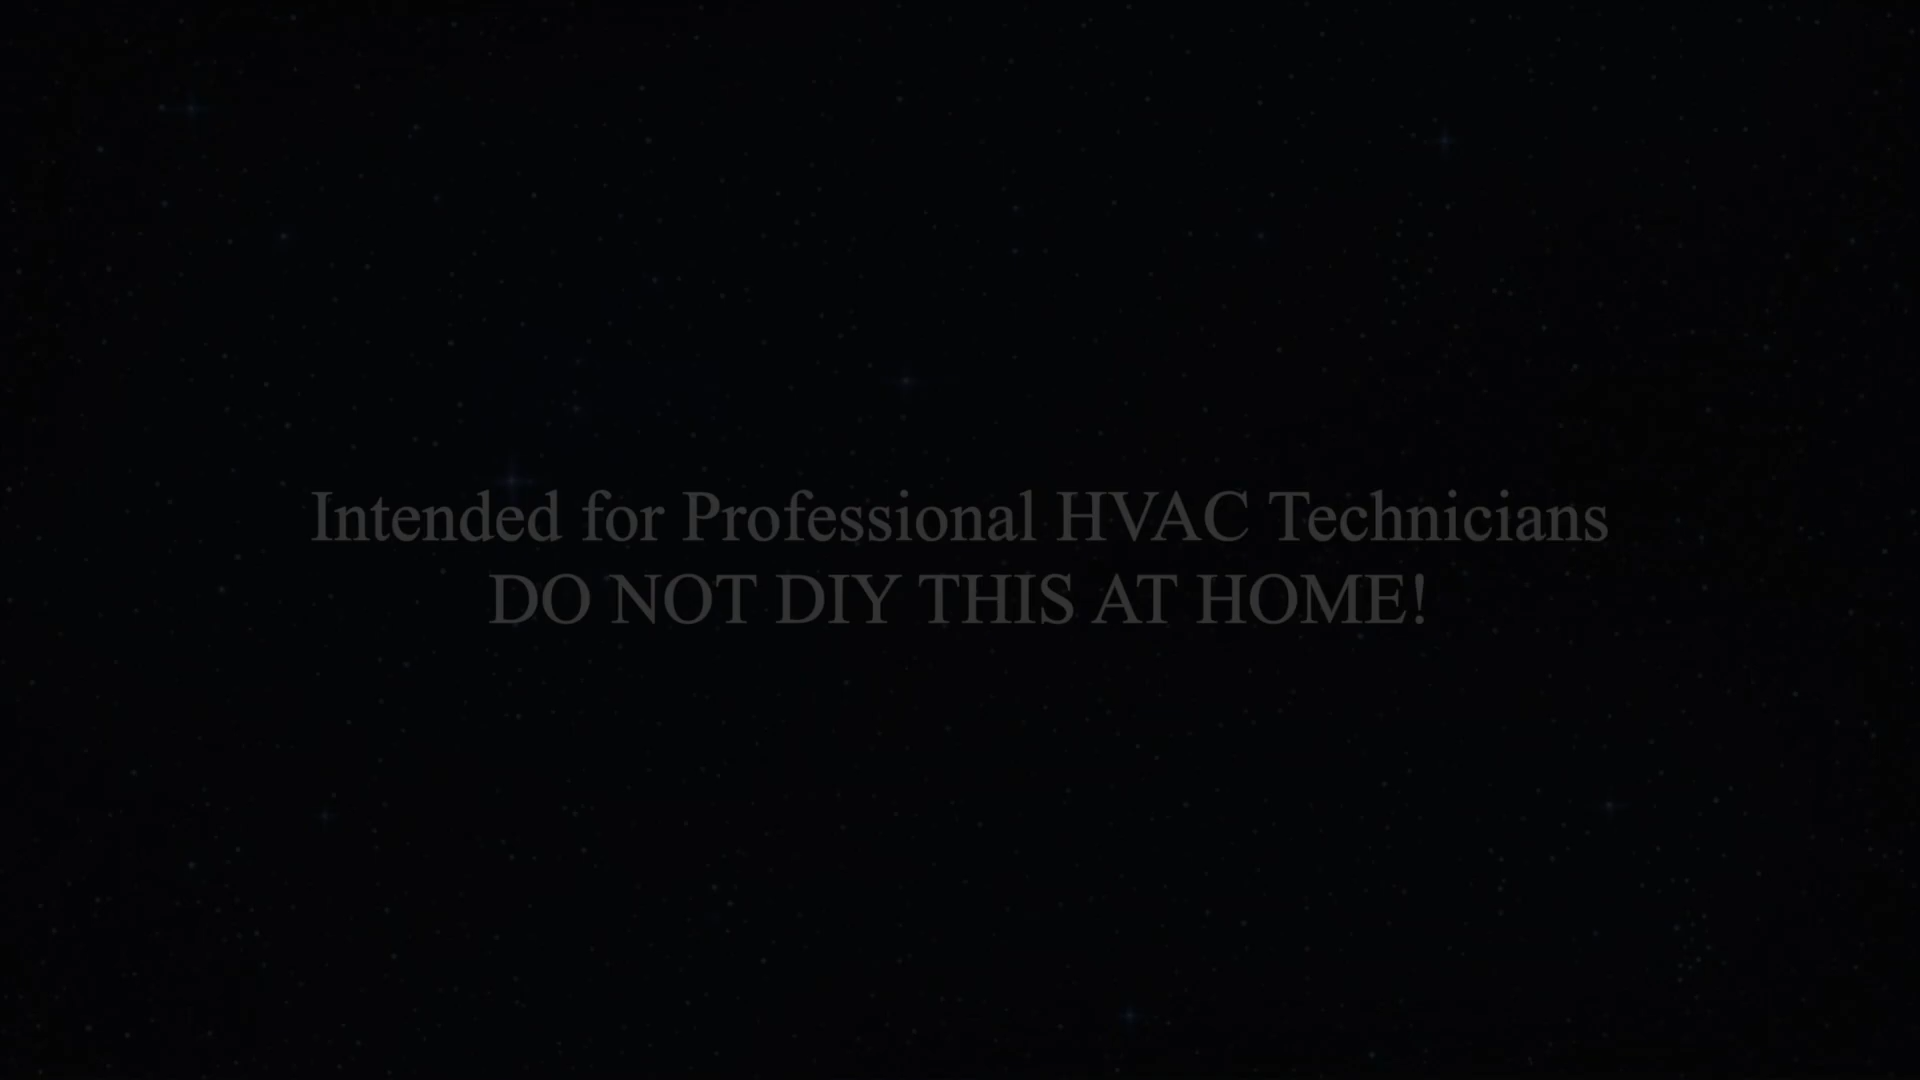 Intended for Professional HVAC Technicians
DO NOT DIY THIS AT HOME!